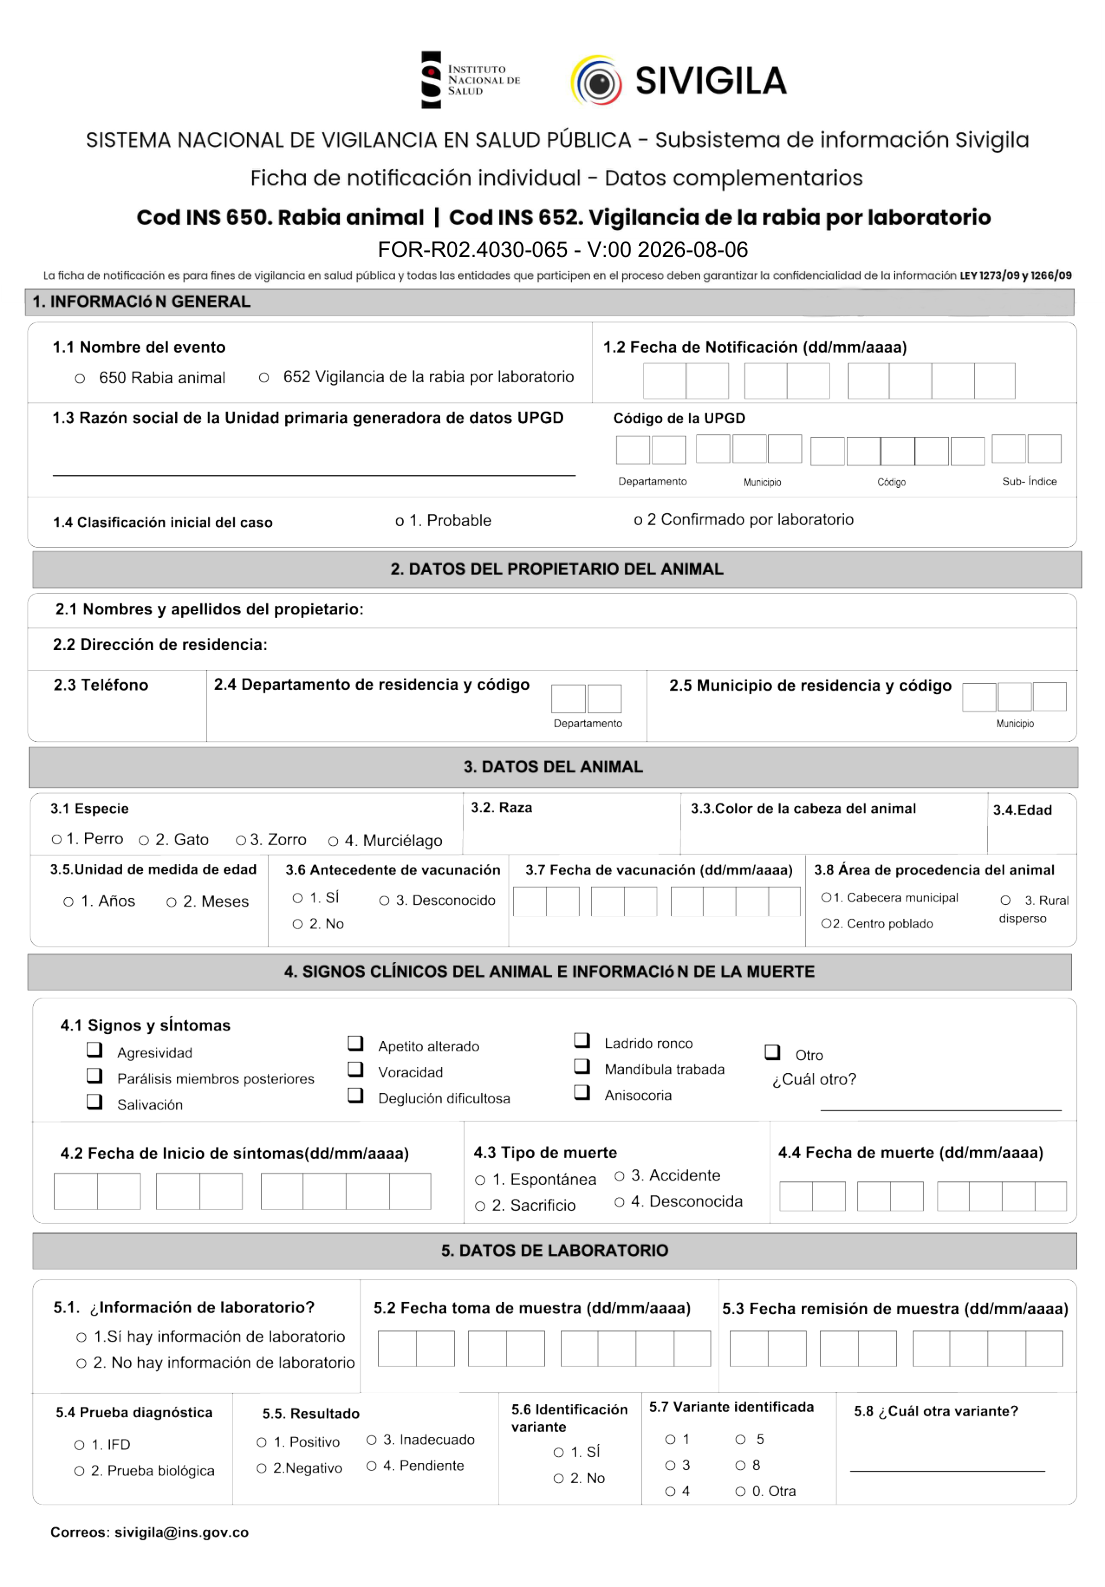 INSTITUTO
NACIONAL DE
SALUD
SIVIGILA
SISTEMA NACIONAL DE VIGILANCIA EN SALUD PÚBLICA - Subsistema de información Sivigila
Ficha de notificación individual - Datos complementarios
Cod INS 650. Rabia animal | Cod INS 652. Vigilancia de la rabia por laboratorio
FOR-R02.4030-065 - V:00 2026-08-06
La ficha de notificación es para fines de vigilancia en salud pública y todas las entidades que participen en el proceso deben garantizar la confidencialidad de la información LEY 1273/09 y 1266/09
1. INFORMACIóN GENERAL
1.1 Nombre del evento
650 Rabia animal
652 Vigilancia de la rabia por laboratorio
1.2 Fecha de Notificación (dd/mm/aaaa)
1.3 Razón social de la Unidad primaria generadora de datos UPGD
Código de la UPGD
Departamento
Municipio
Código
Sub- Índice
1.4 Clasificación inicial del caso
o 1. Probable
o 2 Confirmado por laboratorio
2. DATOS DEL PROPIETARIO DEL ANIMAL
2.1 Nombres y apellidos del propietario:
2.2 Dirección de residencia:
2.3 Teléfono
2.4 Departamento de residencia y código
Departamento
2.5 Municipio de residencia y código
Municipio
3. DATOS DEL ANIMAL
3.1 Especie
1. Perro
2. Gato
3. Zorro
4. Murciélago
3.2. Raza
3.3.Color de la cabeza del animal
3.4.Edad
3.5.Unidad de medida de edad
1. Años
2. Meses
3.6 Antecedente de vacunación
1. SÍ
2. No
3. Desconocido
3.7 Fecha de vacunación (dd/mm/aaaa)
3.8 Área de procedencia del animal
1. Cabecera municipal
2. Centro poblado
3. Rural
disperso
4. SIGNOS CLÍNICOS DEL ANIMAL E INFORMACIóN DE LA MUERTE
4.1 Signos y sÍntomas
Agresividad
Parálisis miembros posteriores
Salivación
Apetito alterado
Voracidad
Deglución dificultosa
Ladrido ronco
Mandíbula trabada
Anisocoria
Otro
¿Cuál otro?
4.2 Fecha de Inicio de síntomas(dd/mm/aaaa)
4.3 Tipo de muerte
1. Espontánea
2. Sacrificio
3. Accidente
4. Desconocida
4.4 Fecha de muerte (dd/mm/aaaa)
5. DATOS DE LABORATORIO
5.1. ¿Información de laboratorio?
1.Sí hay información de laboratorio
2. No hay información de laboratorio
5.2 Fecha toma de muestra (dd/mm/aaaa)
5.3 Fecha remisión de muestra (dd/mm/aaaa)
5.4 Prueba diagnóstica
1. IFD
2. Prueba biológica
5.5. Resultado
1. Positivo
2.Negativo
3. Inadecuado
4. Pendiente
5.6 Identificación
variante
1. SÍ
2. No
5.7 Variante identificada
1
3
4
5
8
0. Otra
5.8 ¿Cuál otra variante?
Correos: sivigila@ins.gov.co